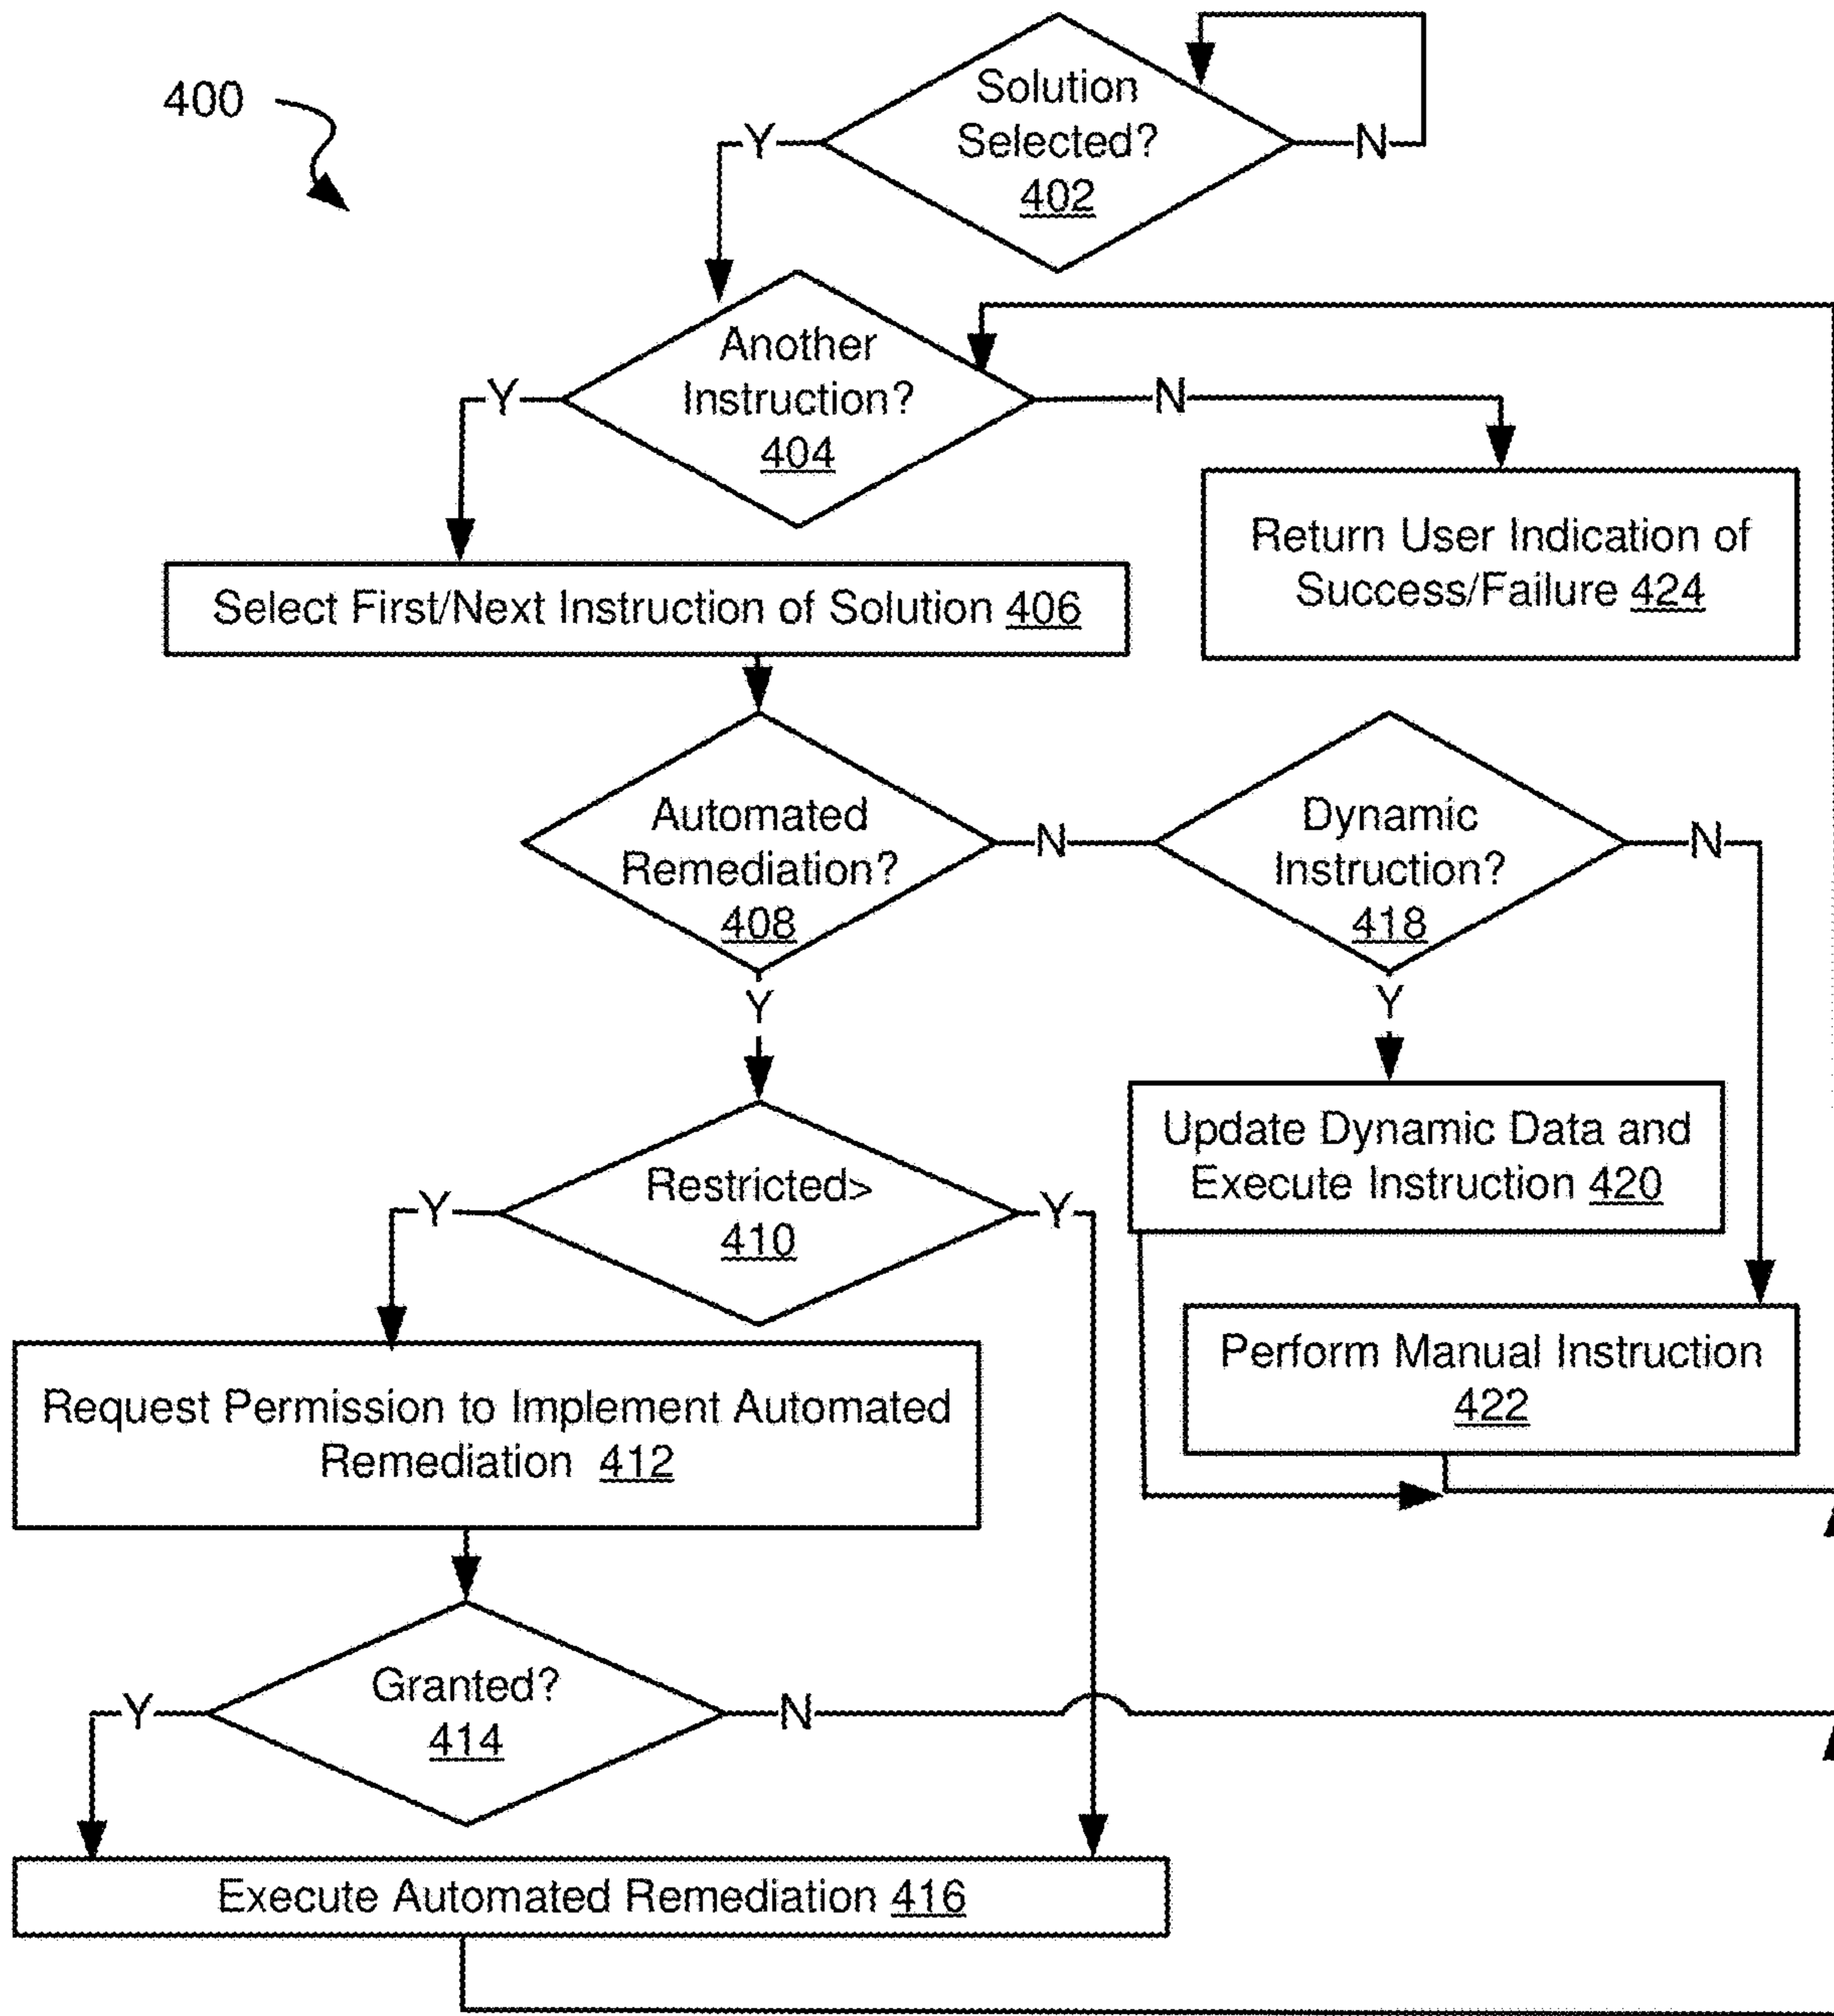 400
Solution
Selected?
402
Y
N
Another
Instruction?
404
Y
N
Return User Indication of
Success/Failure 424
Select First/Next Instruction of Solution 406
Automated
Remediation?
408
N
Dynamic
Instruction?
418
N
Y
Y
Update Dynamic Data and
Execute Instruction 420
Restricted>
410
Y
Y
Perform Manual Instruction
422
Request Permission to Implement Automated
Remediation 412
Granted?
414
Y
N
Execute Automated Remediation 416